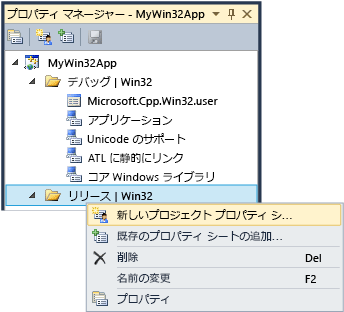 プロパティ マネージャー - MyWin32App
MyWin32App
デバッグ | Win32
Microsoft.Cpp.Win32.user
アプリケーション
Unicode のサポート
ATL に静的にリンク
コア Windows ライブラリ
リリース | Win32
新しいプロジェクト プロパティ シ...
既存のプロパティ シートの追加...
削除 Del
名前の変更 F2
プロパティ